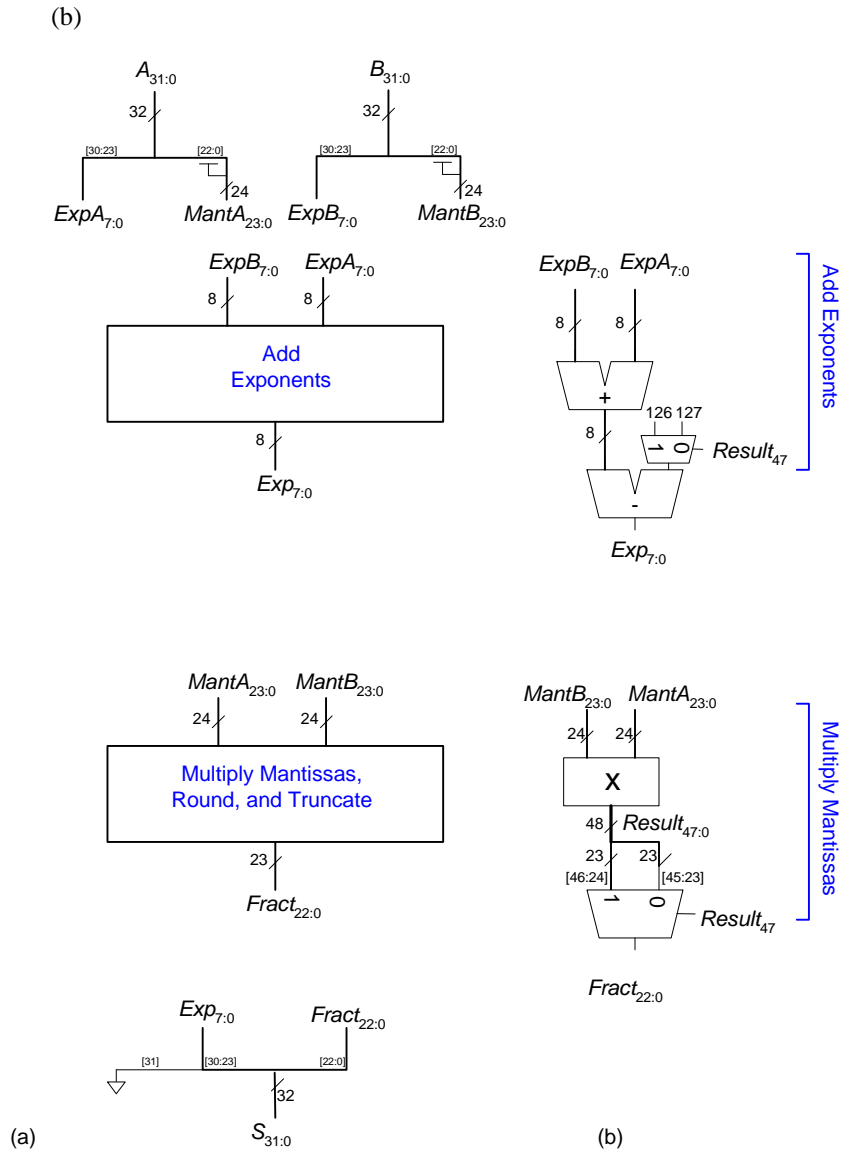 (b)
A31:0 B31:0
32 32
[30:23] [22:0] [30:23] [22:0]
24 24
ExpA7:0 MantA23:0 ExpB7:0 MantB23:0
ExpB7:0 ExpA7:0
8 8
Add
Exponents
8
Exp7:0
ExpB7:0 ExpA7:0
8 8
+
126 127
8
1 0 Result47
-
Exp7:0
Add Exponents
MantA23:0 MantB23:0
24 24
Multiply Mantissas,
Round, and Truncate
23
Fract22:0
MantB23:0 MantA23:0
24 24
X
48 Result47:0
23 23
[46:24] [45:23]
1 0
Result47
Fract22:0
Multiply Mantissas
Exp7:0 Fract22:0
[31] [30:23] [22:0]
32
S31:0
(a) (b)